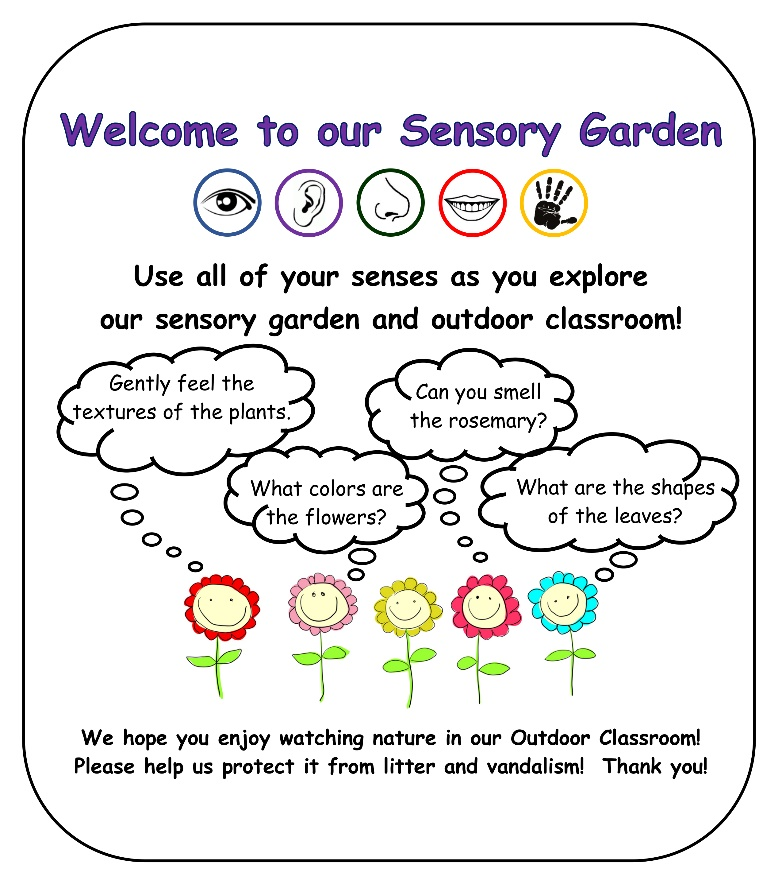 Welcome to our Sensory Garden
Use all of your senses as you explore
our sensory garden and outdoor classroom!
Gently feel the
textures of the plants.
Can you smell
the rosemary?
What colors are
the flowers?
What are the shapes
of the leaves?
We hope you enjoy watching nature in our Outdoor Classroom!
Please help us protect it from litter and vandalism!  Thank you!